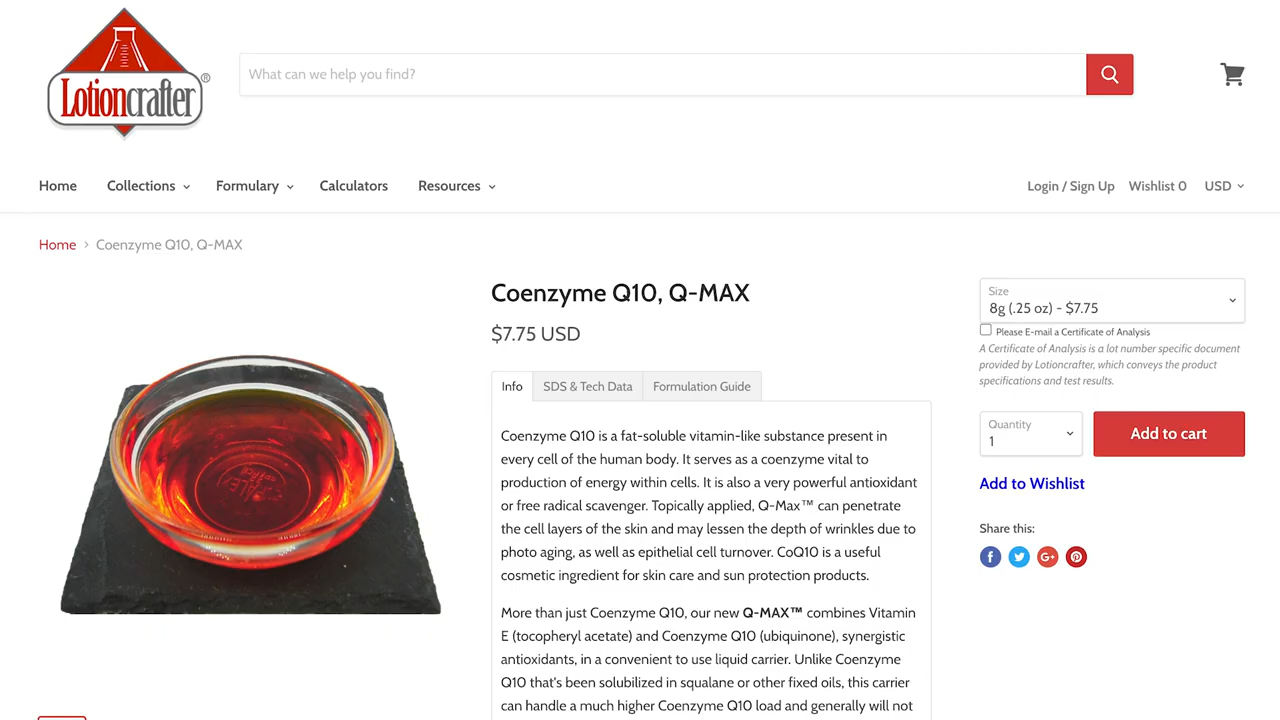 Lotioncrafter®
What can we help you find?
Home
Collections
Formulary
Calculators
Resources
Login / Sign Up
Wishlist 0
USD
Home > Coenzyme Q10, Q-MAX
Coenzyme Q10, Q-MAX
$7.75 USD
Info
SDS & Tech Data
Formulation Guide
Coenzyme Q10 is a fat-soluble vitamin-like substance present in
every cell of the human body. It serves as a coenzyme vital to
production of energy within cells. It is also a very powerful antioxidant
or free radical scavenger. Topically applied, Q-Max™ can penetrate
the cell layers of the skin and may lessen the depth of wrinkles due to
photo aging, as well as epithelial cell turnover. CoQ10 is a useful
cosmetic ingredient for skin care and sun protection products.
More than just Coenzyme Q10, our new Q-MAX™ combines Vitamin
E (tocopheryl acetate) and Coenzyme Q10 (ubiquinone), synergistic
antioxidants, in a convenient to use liquid carrier. Unlike Coenzyme
Q10 that's been solubilized in squalane or other fixed oils, this carrier
can handle a much higher Coenzyme Q10 load and generally will not
Size
8g (.25 oz) - $7.75
Please E-mail a Certificate of Analysis
A Certificate of Analysis is a lot number specific document
provided by Lotioncrafter, which conveys the product
specifications and test results.
Quantity
1
Add to cart
Add to Wishlist
Share this:
f
G+